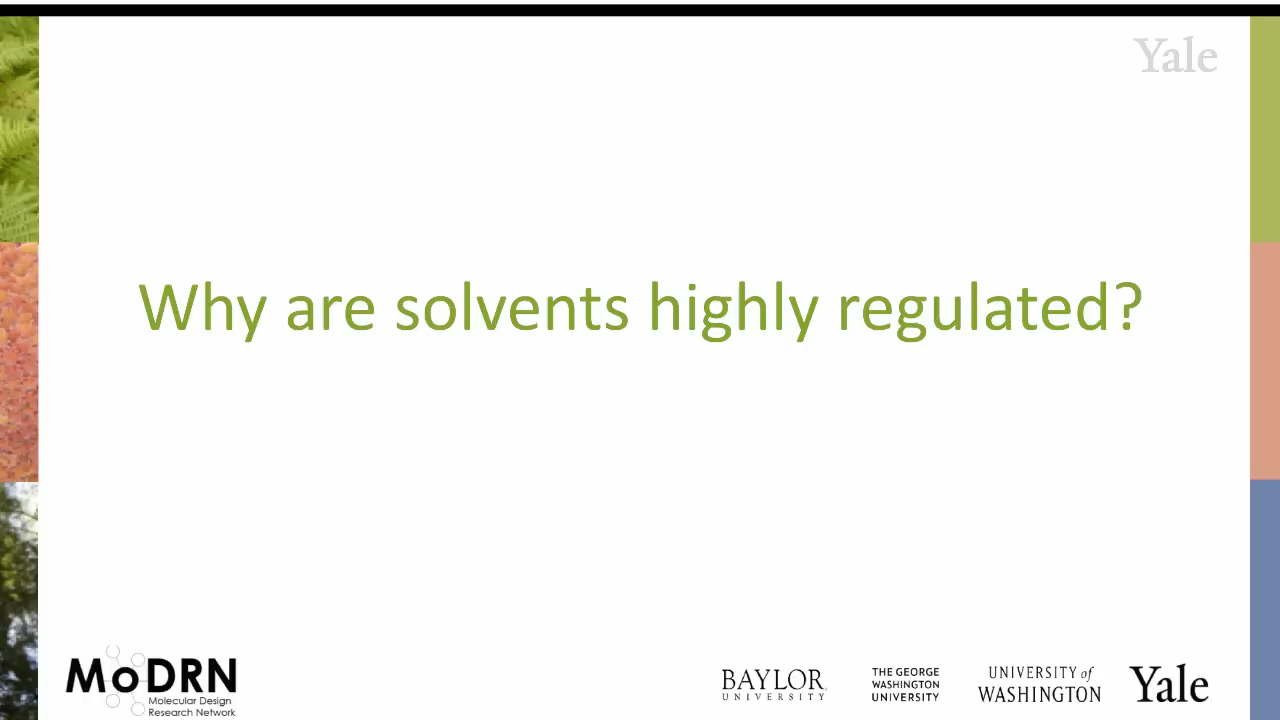 Yale
Why are solvents highly regulated?
MoDRN
Molecular Design
Research Network
BAYLOR
UNIVERSITY
THE GEORGE
WASHINGTON
UNIVERSITY
UNIVERSITY of
WASHINGTON
Yale